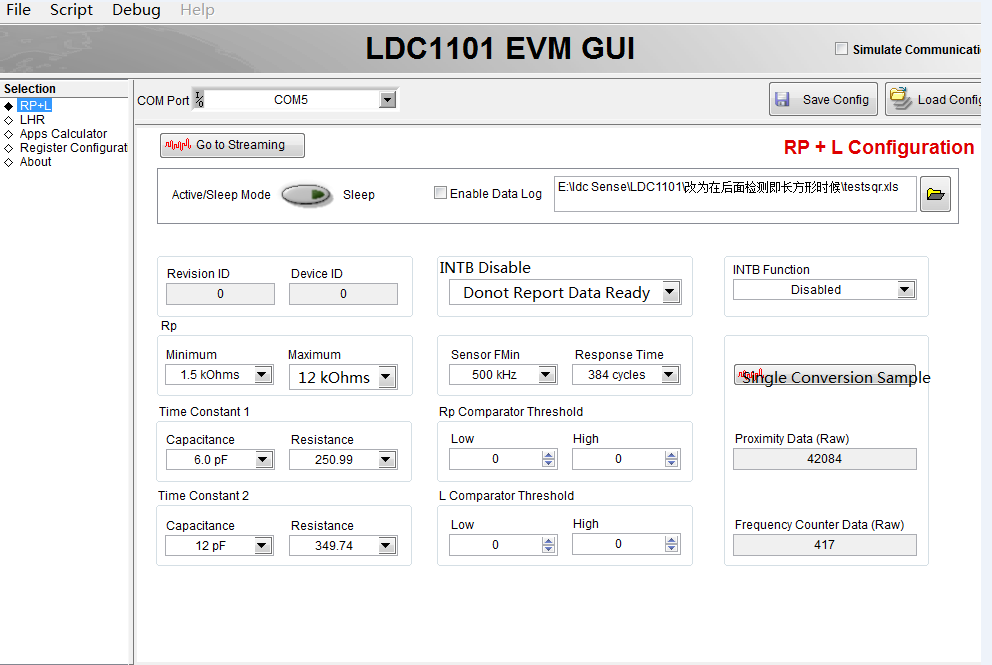 File Script Debug Help
LDC1101 EVM GUI
Simulate Communicati
Selection
RP+L
LHR
Apps Calculator
Register Configurat
About
COM Port COM5
Save Config
Load Config
Go to Streaming
RP + L Configuration
Active/Sleep Mode Sleep
Enable Data Log
E:\ldc Sense\LDC1101\改为在后面检测即长方形时候\testsqr.xls
Revision ID Device ID
0 0
INTB Disable
Donot Report Data Ready
INTB Function
Disabled
Rp
Minimum Maximum
1.5 kOhms 12 kOhms
Sensor FMin Response Time
500 kHz 384 cycles
Single Conversion Sample
Time Constant 1
Capacitance Resistance
6.0 pF 250.99
Rp Comparator Threshold
Low High
0 0
Proximity Data (Raw)
42084
Time Constant 2
Capacitance Resistance
12 pF 349.74
L Comparator Threshold
Low High
0 0
Frequency Counter Data (Raw)
417